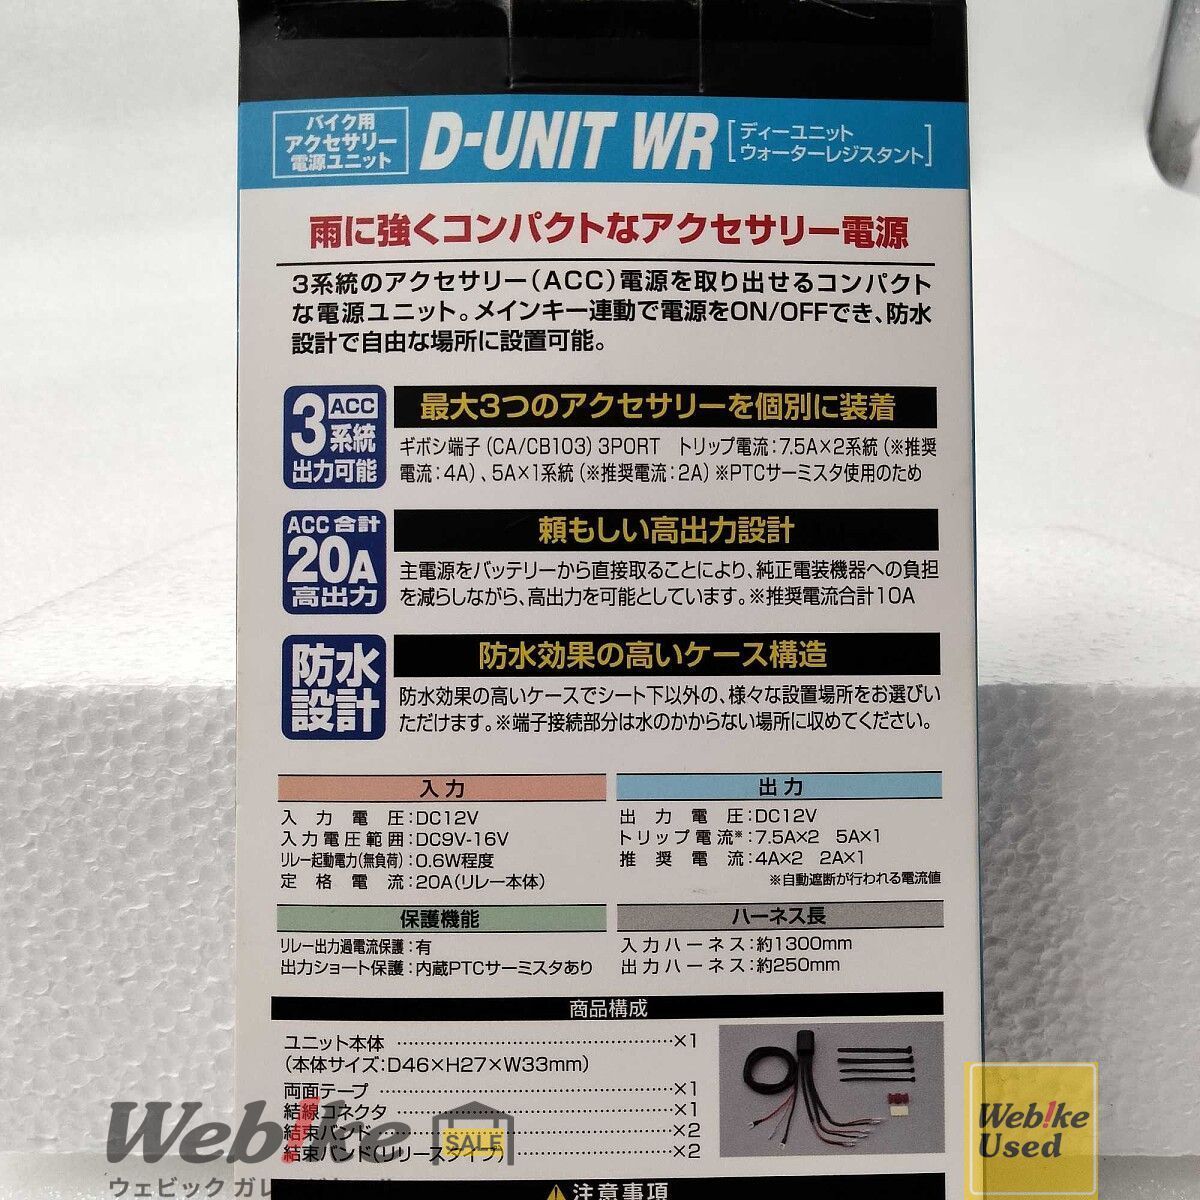 バイク用
アクセサリー
電源ユニット
D-UNIT WR
[ディーユニット
ウォーターレジスタント]
雨に強くコンパクトなアクセサリー電源
3系統のアクセサリー(ACC)電源を取り出せるコンパクト
な電源ユニット。メインキー連動で電源をON/OFFでき、防水
設計で自由な場所に設置可能。
3 ACC
系統
出力可能
最大3つのアクセサリーを個別に装着
ギボシ端子(CA/CB103)3PORT トリップ電流:7.5A×2系統(※推奨
電流:4A)、5A×1系統(※推奨電流:2A)※PTCサーミスタ使用のため
ACC合計
20A
高出力
頼もしい高出力設計
主電源をバッテリーから直接取ることにより、純正電装機器への負担
を減らしながら、高出力を可能としています。※推奨電流合計10A
防水
設計
防水効果の高いケース構造
防水効果の高いケースでシート下以外の、様々な設置場所をお選びい
ただけます。※端子接続部分は水のかからない場所に収めてください。
入力
入力電圧:DC12V
入力電圧範囲:DC9V-16V
リレー起動電力(無負荷):0.6W程度
定格電流:20A(リレー本体)
出力
出力電圧:DC12V
トリップ電流※:7.5A×2 5A×1
推奨電流:4A×2 2A×1
※自動遮断が行われる電流値
保護機能
リレー出力過電流保護:有
出力ショート保護:内蔵PTCサーミスタあり
ハーネス長
入力ハーネス:約1300mm
出力ハーネス:約250mm
商品構成
ユニット本体 ×1
(本体サイズ:D46×H27×W33mm)
両面テープ ×1
結線コネクタ ×1
結束バンド ×2
結束バンド(リリースタイプ) ×2
⚠注意事項
Web!ke
SALE
Web!ke
Used